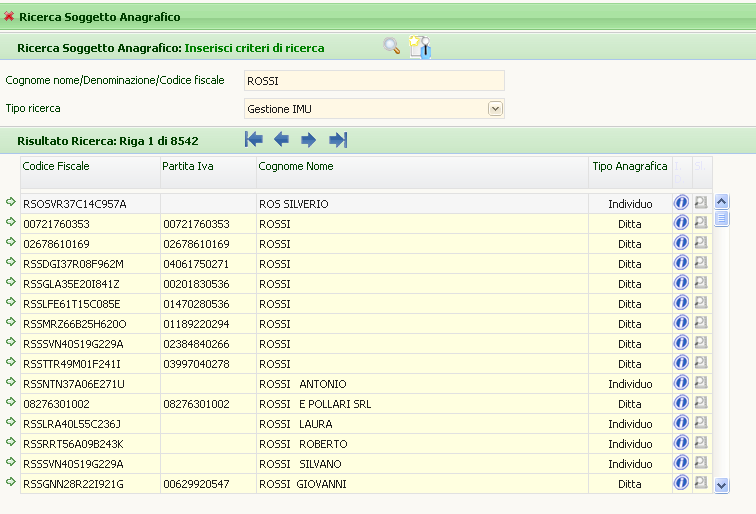 Ricerca Soggetto Anagrafico
Ricerca Soggetto Anagrafico: Inserisci criteri di ricerca
Cognome nome/Denominazione/Codice fiscale ROSSI
Tipo ricerca Gestione IMU
Risultato Ricerca: Riga 1 di 8542
Codice Fiscale Partita Iva Cognome Nome Tipo Anagrafica
RSOSVR37C14C957A ROS SILVERIO Individuo
00721760353 00721760353 ROSSI Ditta
02678610169 02678610169 ROSSI Ditta
RSSDGI37R08F962M 04061750271 ROSSI Ditta
RSSGLA35E20I841Z 00201830536 ROSSI Ditta
RSSLFE61T15C085E 01470280536 ROSSI Ditta
RSSMRZ66B25H620O 01189220294 ROSSI Ditta
RSSSVN40S19G229A 02384840266 ROSSI Ditta
RSSTTR49M01F241I 03997040278 ROSSI Ditta
RSSNTN37A06E271U ROSSI ANTONIO Individuo
08276301002 08276301002 ROSSI E POLLARI SRL Ditta
RSSLRA40L55C236J ROSSI LAURA Individuo
RSSRRT56A09B243K ROSSI ROBERTO Individuo
RSSSVN40S19G229A ROSSI SILVANO Individuo
RSSGNN28R22I921G 00629920547 ROSSI GIOVANNI Ditta